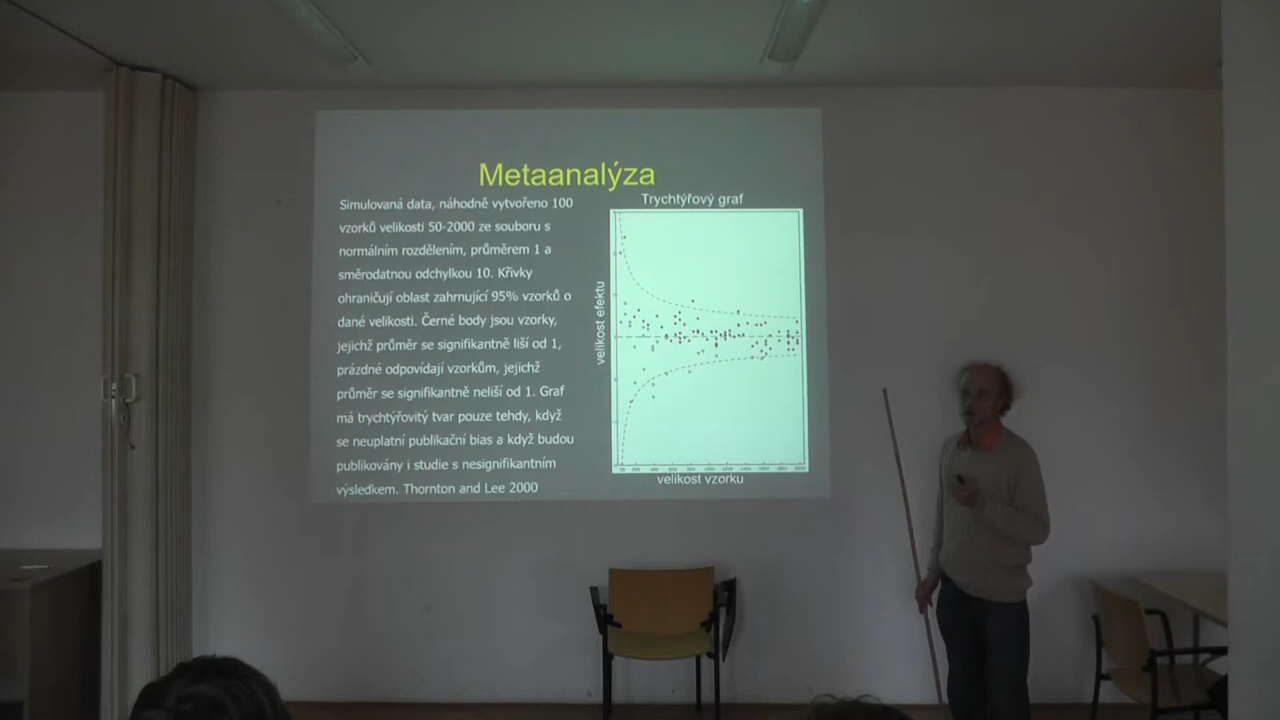 Metaanalýza
Simulovaná data, náhodně vytvořeno 100
vzorků velikosti 50-2000 ze souboru s
normálním rozdělením, průměrem 1 a
směrodatnou odchylkou 10. Křivky
ohraničují oblast zahrnující 95% vzorků o
dané velikosti. Černé body jsou vzorky,
jejichž průměr se signifikantně liší od 1,
prázdné odpovídají vzorkům, jejichž
průměr se signifikantně neliší od 1. Graf
má trychtýřovitý tvar pouze tehdy, když
se neuplatní publikační bias a když budou
publikovány i studie s nesignifikantním
výsledkem. Thornton and Lee 2000
Trychtýřový graf
velikost efektu
velikost vzorku